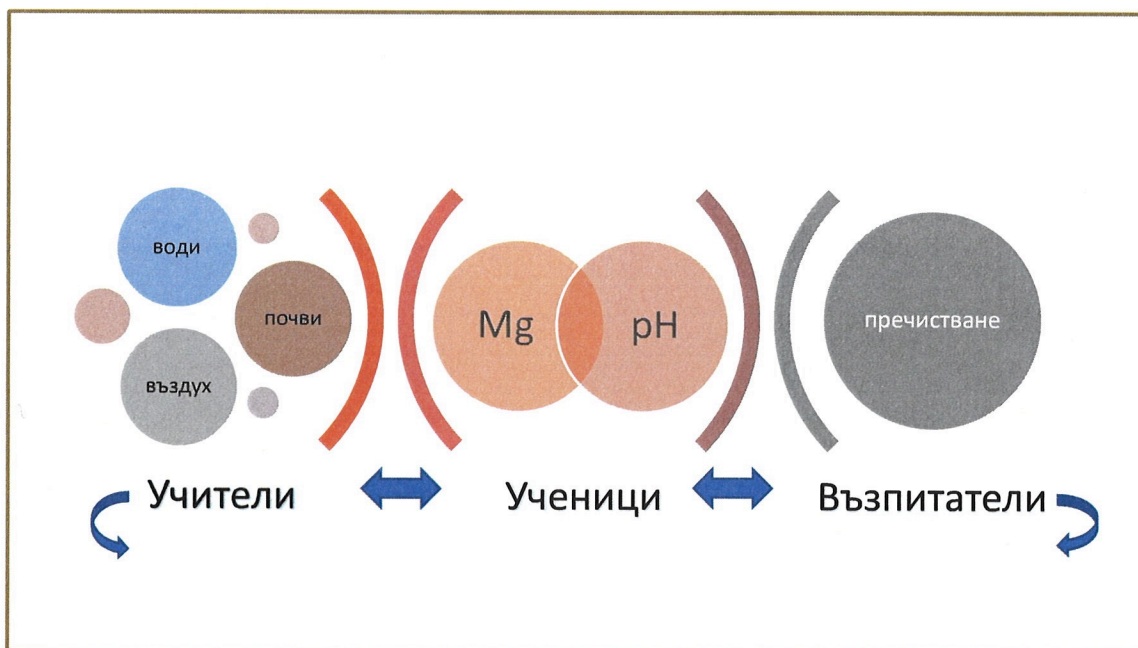 води
почви
въздух
Mg
pH
пречистване
Учители
Ученици
Възпитатели